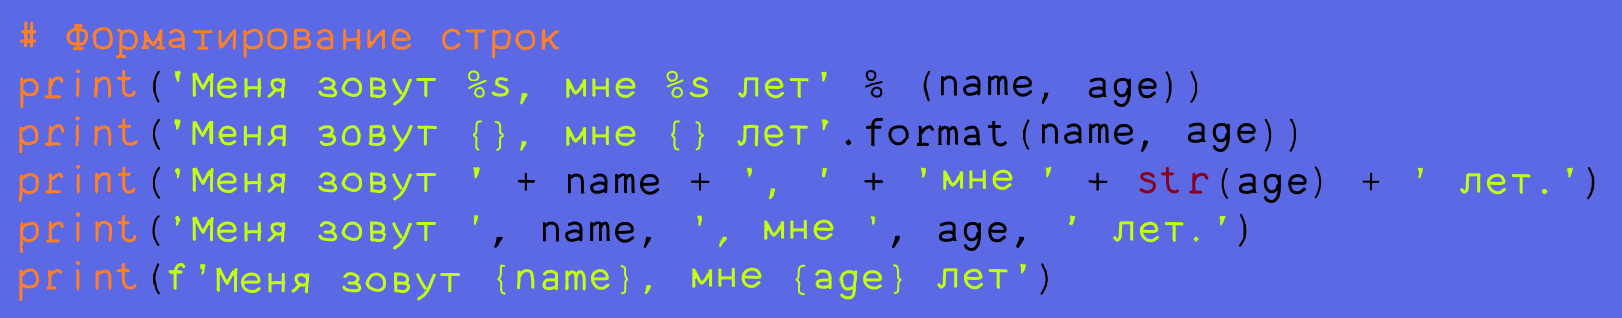 # Форматирование строк
print('Меня зовут %s, мне %s лет' % (name, age))
print('Меня зовут {}, мне {} лет'.format(name, age))
print('Меня зовут ' + name + ', ' + 'мне ' + str(age) + ' лет.')
print('Меня зовут ', name, ', мне ', age, ' лет.')
print(f'Меня зовут {name}, мне {age} лет')